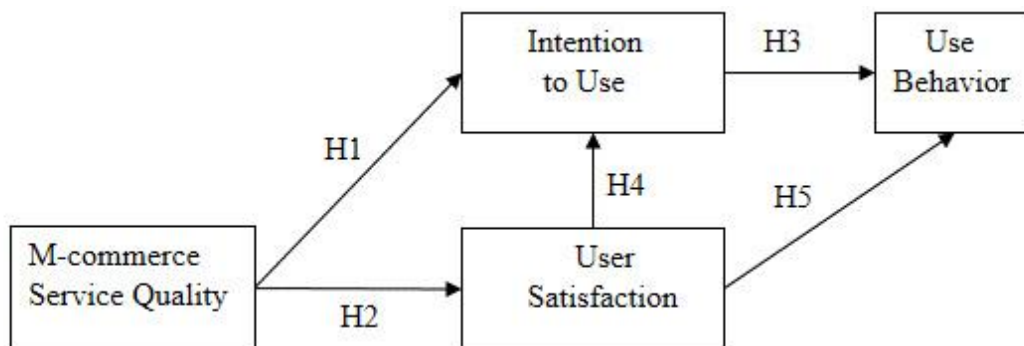 Intention
to Use
H3
Use
Behavior
H1
H4
H5
M-commerce
Service Quality
H2
User
Satisfaction